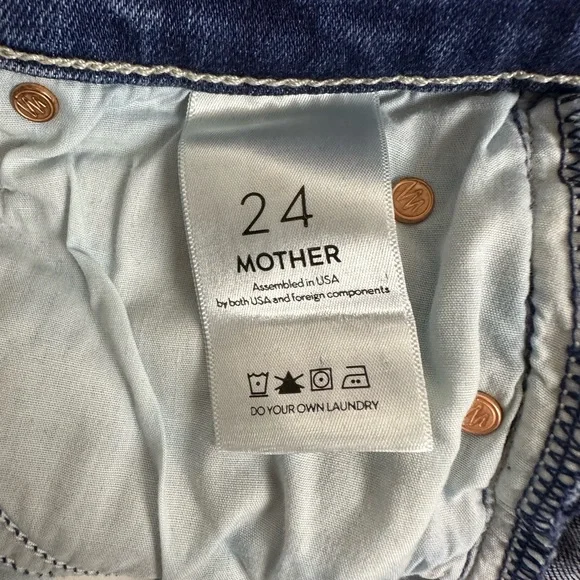 24
MOTHER
Assembled in USA
by both USA and foreign components
DO YOUR OWN LAUNDRY